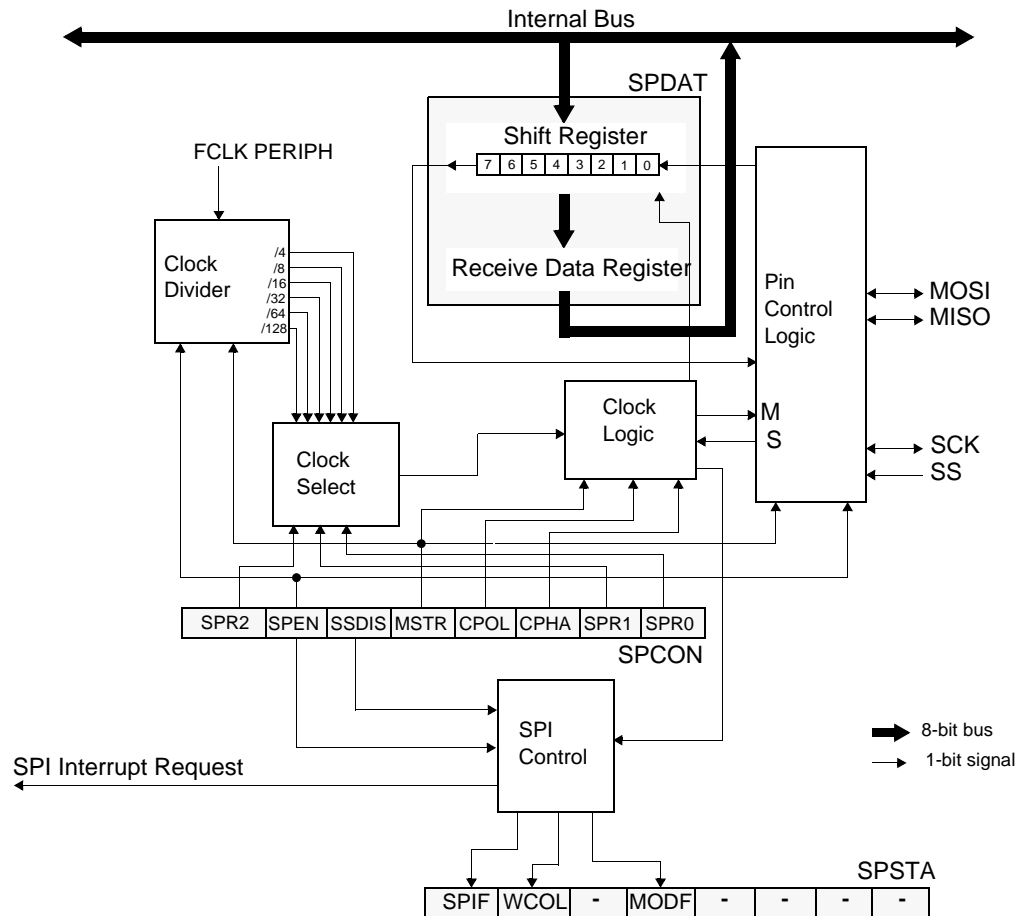 Internal Bus
SPDAT
Shift Register
7 6 5 4 3 2 1 0
FCLK PERIPH
Clock
Divider
/4
/8
/16
/32
/64
/128
Receive Data Register
Pin
Control
Logic
MOSI
MISO
Clock
Logic
M
S
SCK
SS
Clock
Select
SPR2 SPEN SSDIS MSTR CPOL CPHA SPR1 SPR0
SPCON
SPI
Control
8-bit bus
1-bit signal
SPI Interrupt Request
SPSTA
SPIF WCOL - MODF - - - -